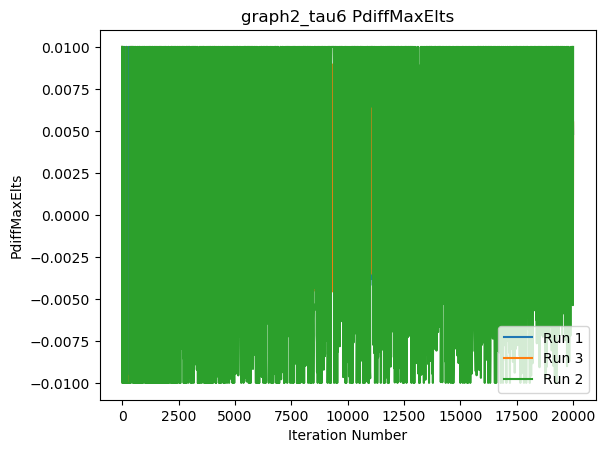 graph2_tau6 PdiffMaxElts
0.0100
0.0075
0.0050
0.0025
0.0000
−0.0025
−0.0050
−0.0075
−0.0100
PdiffMaxElts
Run 1
Run 3
Run 2
0 2500 5000 7500 10000 12500 15000 17500 20000
Iteration Number